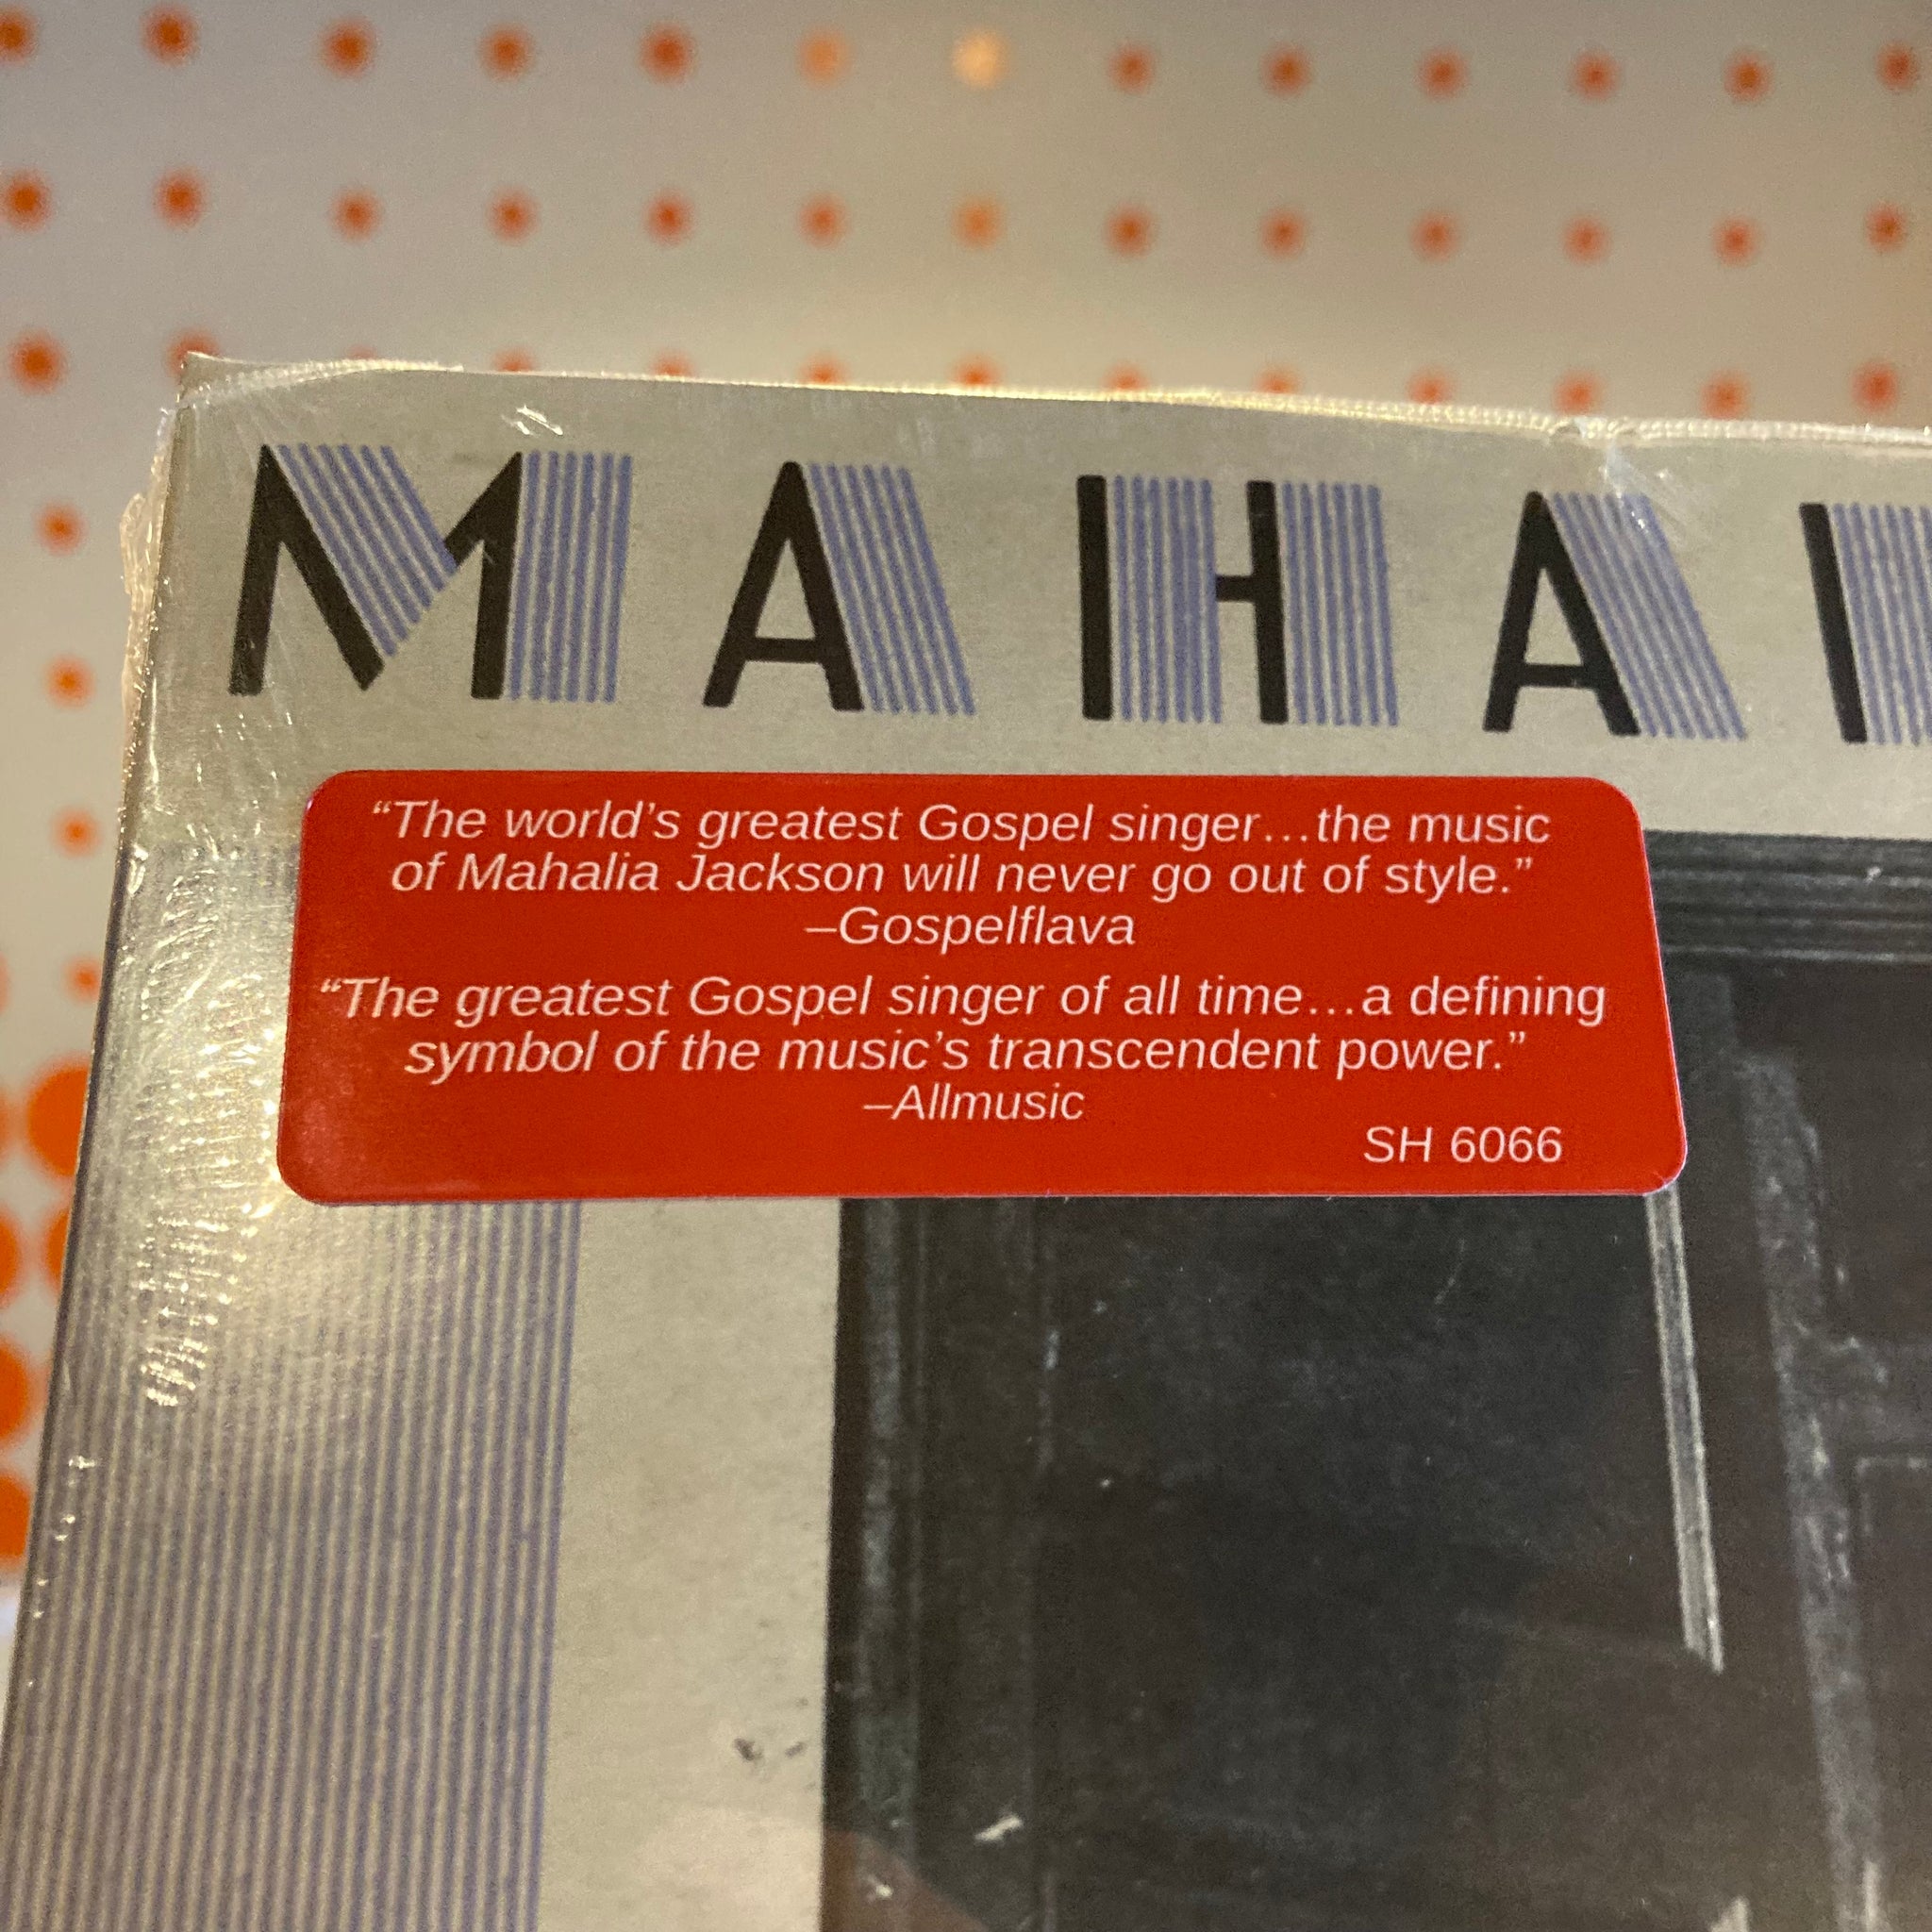 MAHAL
“The world’s greatest Gospel singer…the music
of Mahalia Jackson will never go out of style.”
–Gospelflava
“The greatest Gospel singer of all time…a defining
symbol of the music’s transcendent power.”
–Allmusic
SH 6066